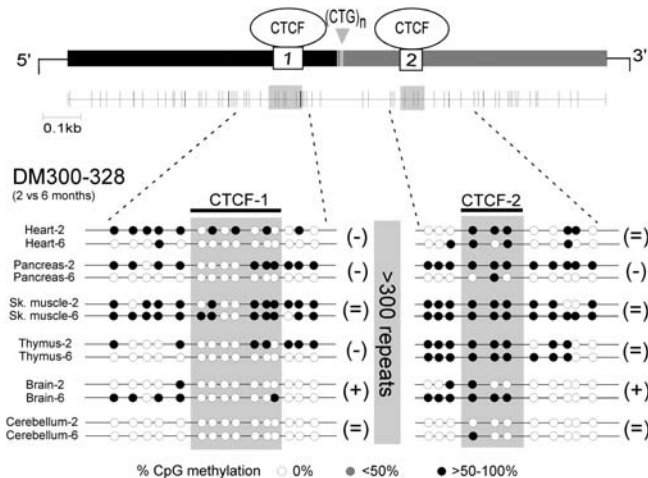 CTCF (CTG)n CTCF
5' 1 2 3'
0.1kb
DM300-328
(2 vs 6 months)
CTCF-1 CTCF-2
Heart-2 (-) (=)
Heart-6
Pancreas-2 (-) (-)
Pancreas-6
Sk. muscle-2 (=) (=)
Sk. muscle-6
Thymus-2 (-) (=)
Thymus-6
Brain-2 (+) (+)
Brain-6
Cerebellum-2 (=) (=)
Cerebellum-6
>300 repeats
% CpG methylation 0% <50% >50-100%